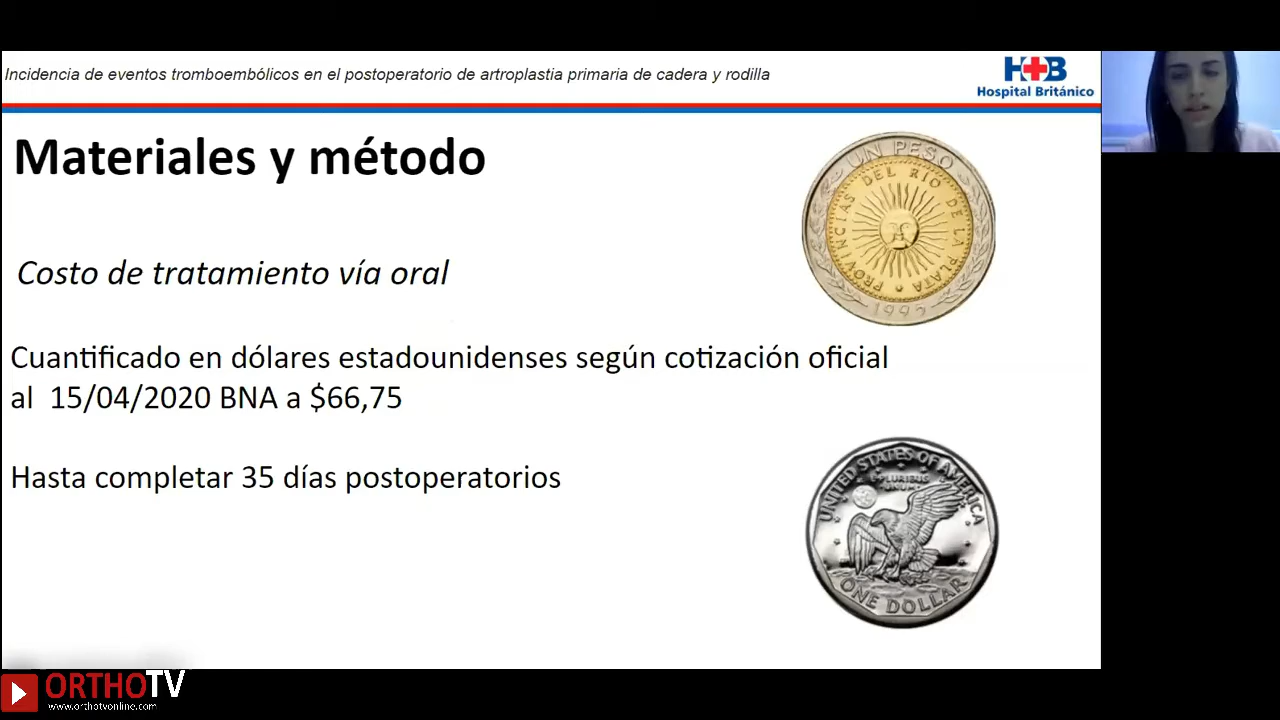 Incidencia de eventos tromboembólicos en el postoperatorio de artroplastia primaria de cadera y rodilla
H B
Hospital Británico
Materiales y método
UN PESO
PROVINCIAS DEL RIO DE LA PLATA
1995
Costo de tratamiento vía oral
Cuantificado en dólares estadounidenses según cotización oficial
al 15/04/2020 BNA a $66,75
Hasta completar 35 días postoperatorios
UNITED STATES OF AMERICA
E PLURIBUS
UNUM
ONE DOLLAR
ORTHOTV
www.orthotvonline.com